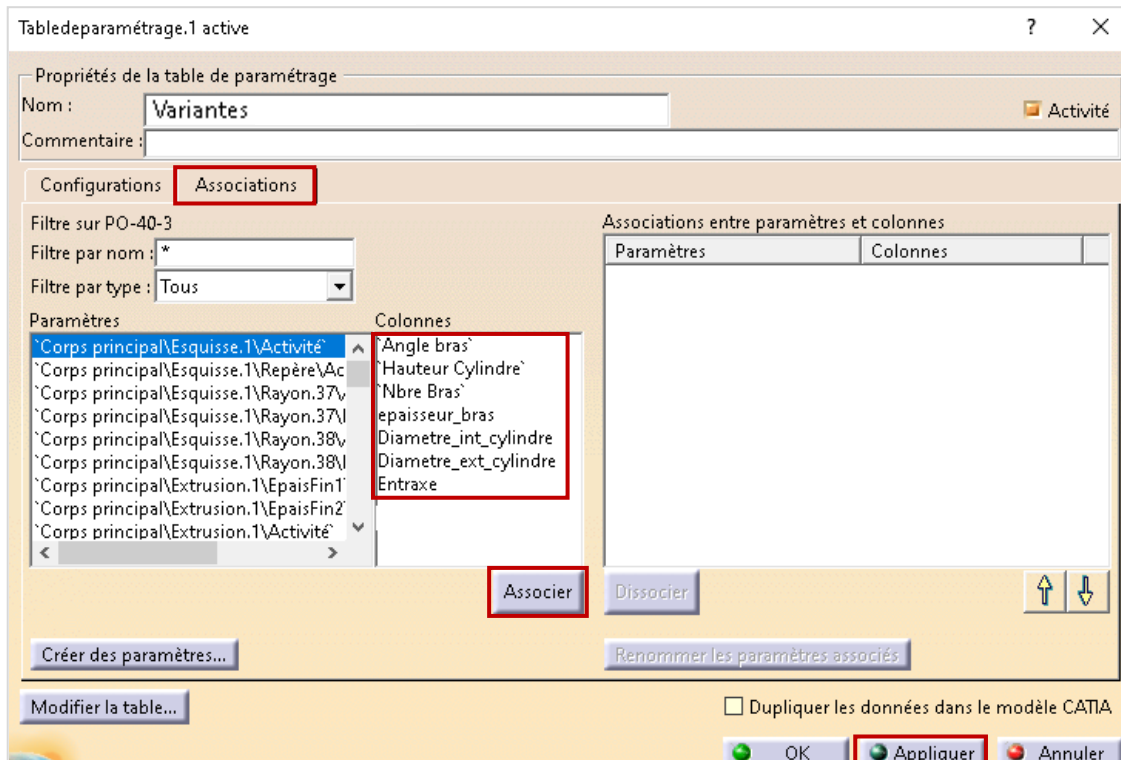 Tabledeparamétrage.1 active ?
Propriétés de la table de paramétrage
Nom : Variantes Activité
Commentaire :
Configurations Associations
Filtre sur PO-40-3
Filtre par nom : *
Filtre par type : Tous
Paramètres
`Corps principal\Esquisse.1\Activité`
`Corps principal\Esquisse.1\Repère\Ac
`Corps principal\Esquisse.1\Rayon.37\
`Corps principal\Esquisse.1\Rayon.37\
`Corps principal\Esquisse.1\Rayon.38\
`Corps principal\Esquisse.1\Rayon.38\
`Corps principal\Extrusion.1\EpaisFin1`
`Corps principal\Extrusion.1\EpaisFin2`
`Corps principal\Extrusion.1\Activité`
Colonnes
`Angle bras`
`Hauteur Cylindre`
`Nbre Bras`
epaisseur_bras
Diametre_int_cylindre
Diametre_ext_cylindre
Entraxe
Associer
Créer des paramètres...
Associations entre paramètres et colonnes
Paramètres Colonnes
Dissocier
Renommer les paramètres associés
Modifier la table...
Dupliquer les données dans le modèle CATIA
OK Appliquer Annuler